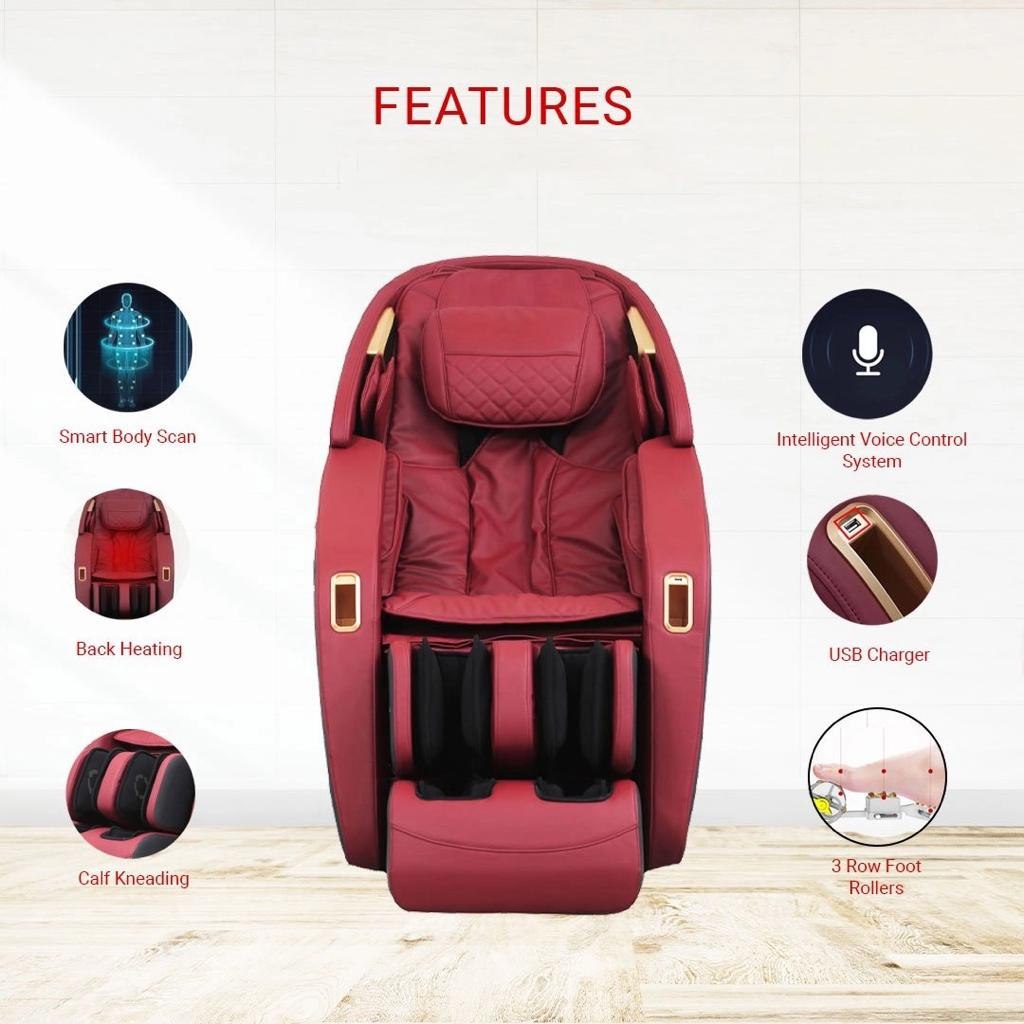 FEATURES
Smart Body Scan
Intelligent Voice Control
System
Back Heating
USB Charger
Calf Kneading
3 Row Foot
Rollers